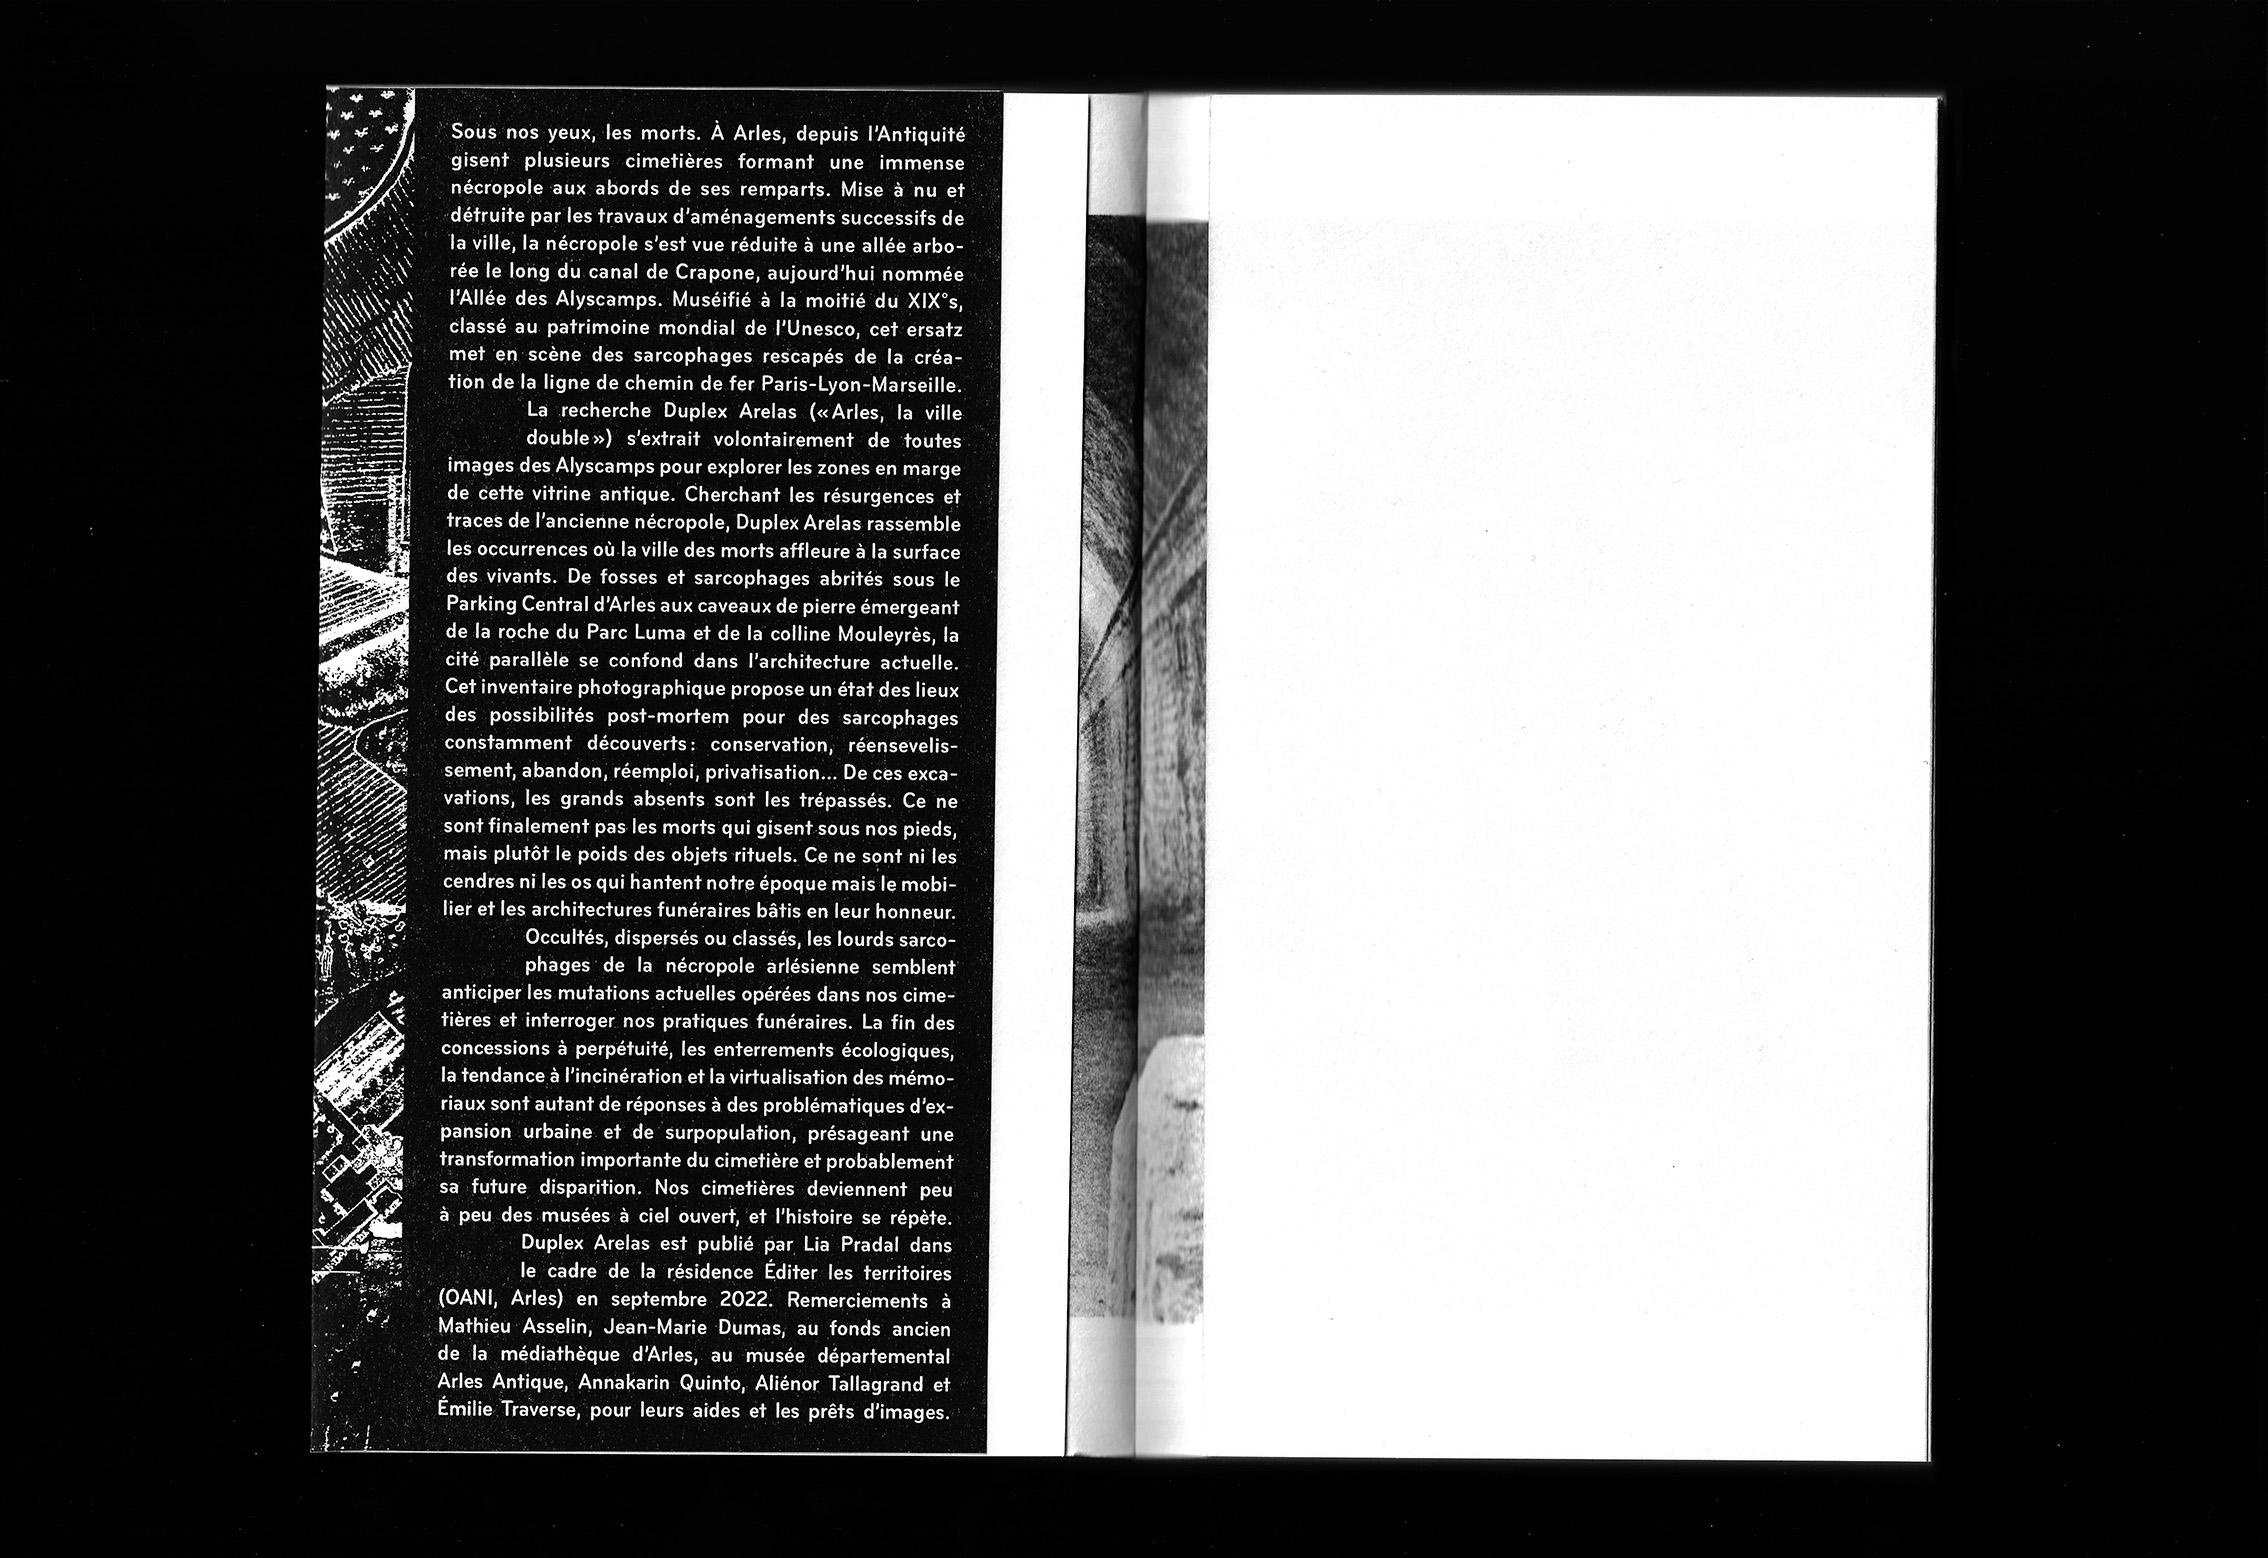 Sous nos yeux, les morts. À Arles, depuis l'Antiquité
gisent plusieurs cimetières formant une immense
nécropole aux abords de ses remparts. Mise à nu et
détruite par les travaux d'aménagements successifs de
la ville, la nécropole s'est vue réduite à une allée arbo-
rée le long du canal de Crapone, aujourd'hui nommée
l'Allée des Alyscamps. Muséifié à la moitié du XIX°s,
classé au patrimoine mondial de l'Unesco, cet ersatz
met en scène des sarcophages rescapés de la créa-
tion de la ligne de chemin de fer Paris-Lyon-Marseille.
La recherche Duplex Arelas («Arles, la ville
double») s'extrait volontairement de toutes
images des Alyscamps pour explorer les zones en marge
de cette vitrine antique. Cherchant les résurgences et
traces de l'ancienne nécropole, Duplex Arelas rassemble
les occurrences où la ville des morts affleure à la surface
des vivants. De fosses et sarcophages abrités sous le
Parking Central d'Arles aux caveaux de pierre émergeant
de la roche du Parc Luma et de la colline Mouleyrès, la
cité parallèle se confond dans l'architecture actuelle.
Cet inventaire photographique propose un état des lieux
des possibilités post-mortem pour des sarcophages
constamment découverts: conservation, réensevelis-
sement, abandon, réemploi, privatisation... De ces exca-
vations, les grands absents sont les trépassés. Ce ne
sont finalement pas les morts qui gisent sous nos pieds,
mais plutôt le poids des objets rituels. Ce ne sont ni les
cendres ni les os qui hantent notre époque mais le mobi-
lier et les architectures funéraires bâtis en leur honneur.
Occultés, dispersés ou classés, les lourds sarco-
phages de la nécropole arlésienne semblent
anticiper les mutations actuelles opérées dans nos cime-
tières et interroger nos pratiques funéraires. La fin des
concessions à perpétuité, les enterrements écologiques,
la tendance à l'incinération et la virtualisation des mémo-
riaux sont autant de réponses à des problématiques d'ex-
pansion urbaine et de surpopulation, présageant une
transformation importante du cimetière et probablement
sa future disparition. Nos cimetières deviennent peu
à peu des musées à ciel ouvert, et l'histoire se répète.
Duplex Arelas est publié par Lia Pradal dans
le cadre de la résidence Éditer les territoires
(OANI, Arles) en septembre 2022. Remerciements à
Mathieu Asselin, Jean-Marie Dumas, au fonds ancien
de la médiathèque d'Arles, au musée départemental
Arles Antique, Annakarin Quinto, Aliénor Tallagrand et
Émilie Traverse, pour leurs aides et les prêts d'images.